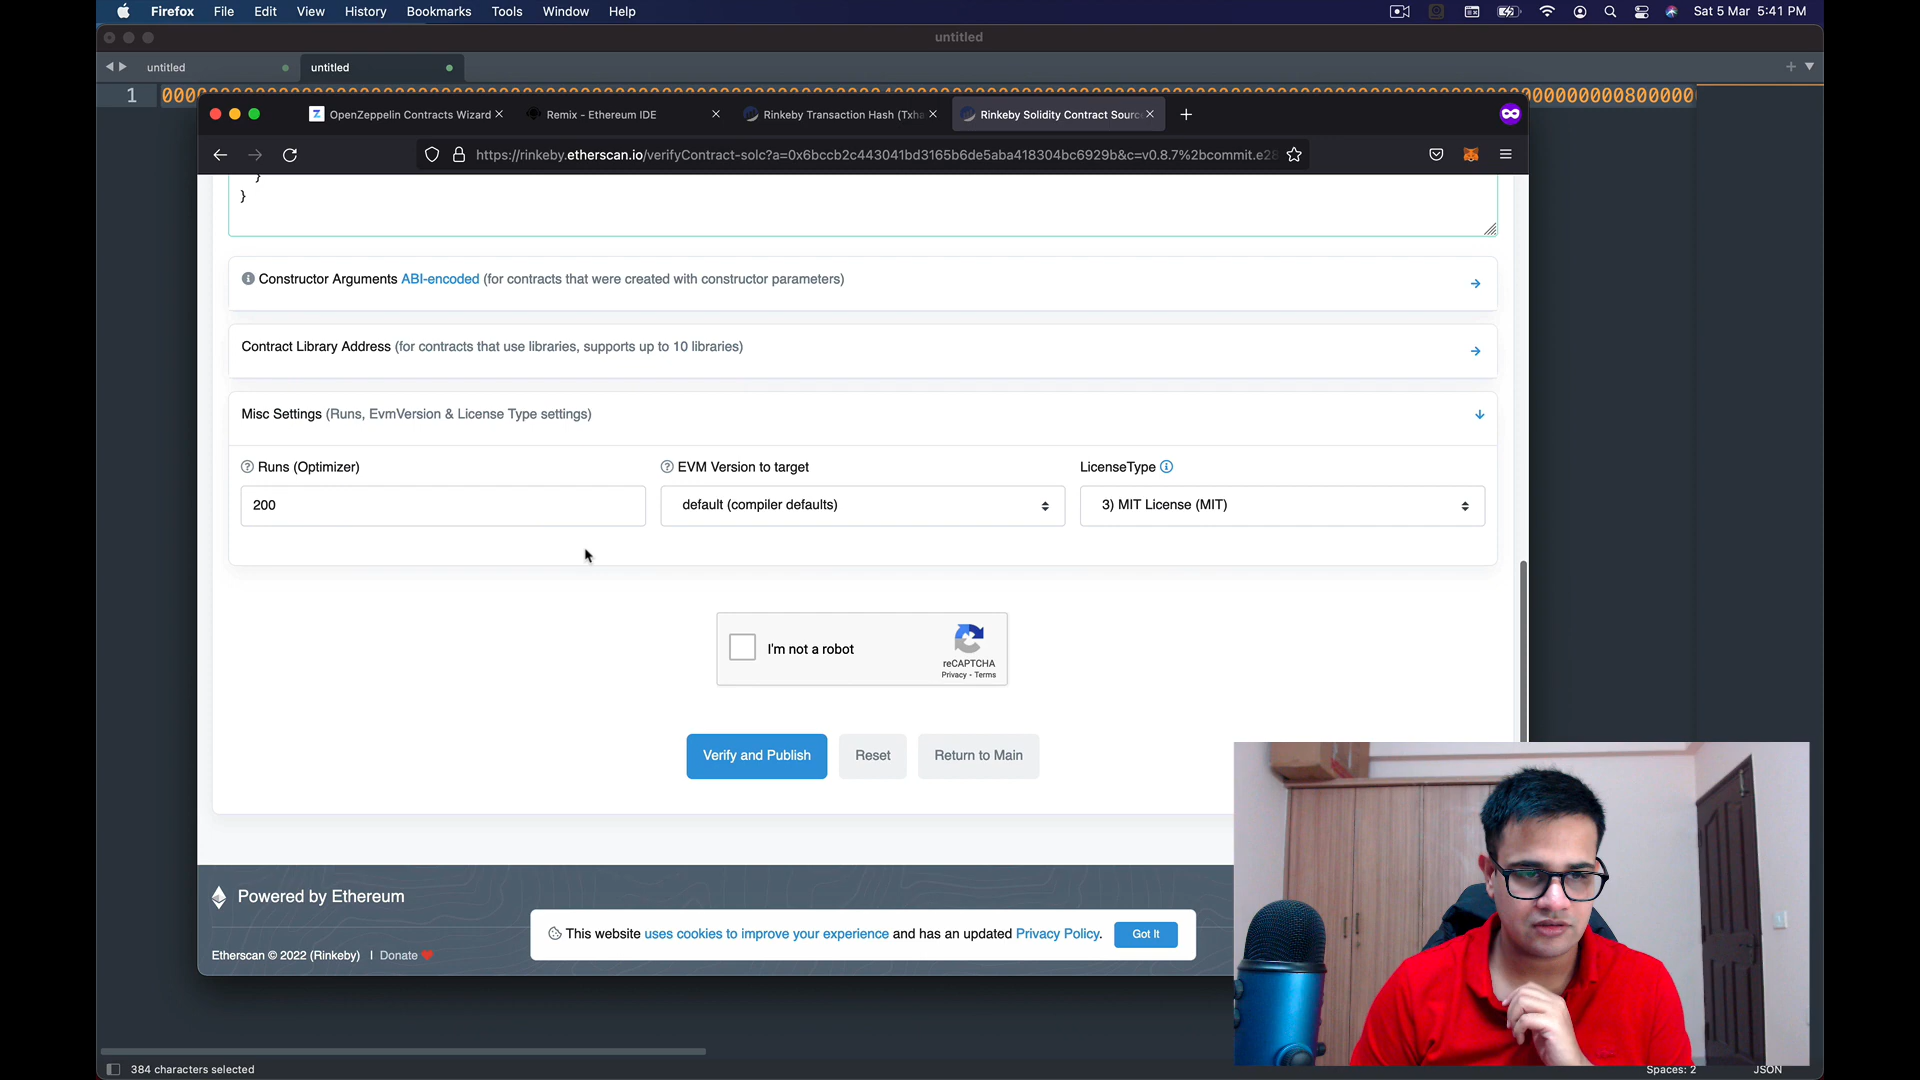 Firefox File Edit View History Bookmarks Tools Window Help Sat 5 Mar 5:41 PM
untitled
untitled untitled
1
OpenZeppelin Contracts Wizard Remix - Ethereum IDE Rinkeby Transaction Hash (Txha Rinkeby Solidity Contract Sourc
https://rinkeby.etherscan.io/verifyContract-solc?a=0x6bccb2c443041bd3165b6de5aba418304bc6929b&c=v0.8.7%2bcommit.e28
}
}
Constructor Arguments ABI-encoded (for contracts that were created with constructor parameters)
Contract Library Address (for contracts that use libraries, supports up to 10 libraries)
Misc Settings (Runs, EvmVersion & License Type settings)
Runs (Optimizer) EVM Version to target LicenseType
200 default (compiler defaults) 3) MIT License (MIT)
I'm not a robot
reCAPTCHA
Privacy - Terms
Verify and Publish Reset Return to Main
Powered by Ethereum
This website uses cookies to improve your experience and has an updated Privacy Policy. Got It
Etherscan © 2022 (Rinkeby) | Donate
384 characters selected Spaces: 2 JSON